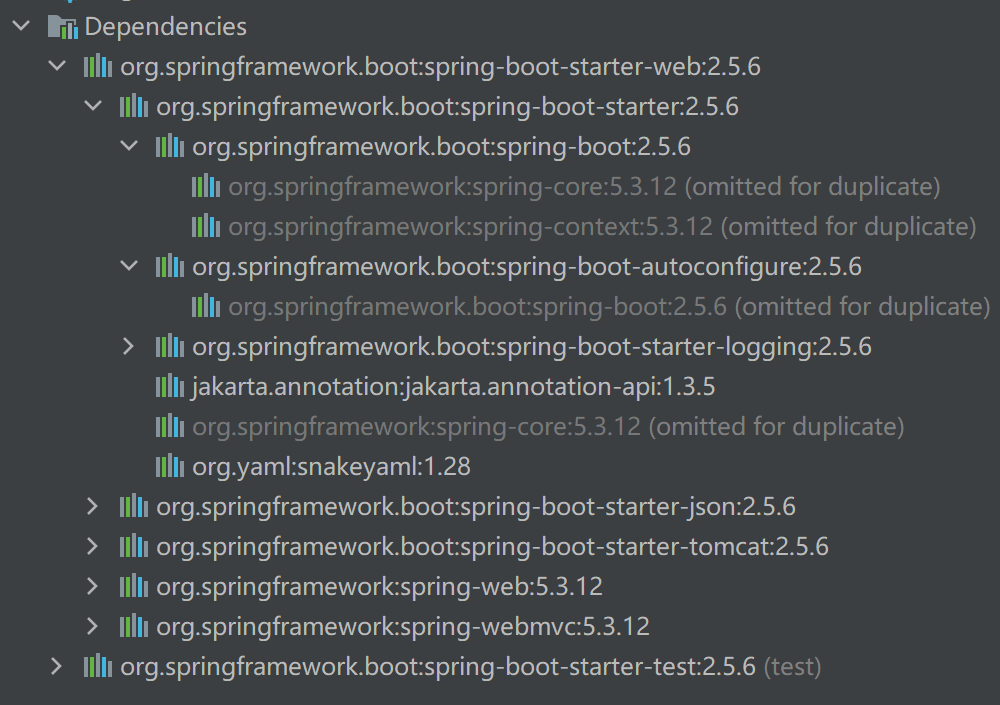 Dependencies
org.springframework.boot:spring-boot-starter-web:2.5.6
org.springframework.boot:spring-boot-starter:2.5.6
org.springframework.boot:spring-boot:2.5.6
org.springframework:spring-core:5.3.12 (omitted for duplicate)
org.springframework:spring-context:5.3.12 (omitted for duplicate)
org.springframework.boot:spring-boot-autoconfigure:2.5.6
org.springframework.boot:spring-boot:2.5.6 (omitted for duplicate)
org.springframework.boot:spring-boot-starter-logging:2.5.6
jakarta.annotation:jakarta.annotation-api:1.3.5
org.springframework:spring-core:5.3.12 (omitted for duplicate)
org.yaml:snakeyaml:1.28
org.springframework.boot:spring-boot-starter-json:2.5.6
org.springframework.boot:spring-boot-starter-tomcat:2.5.6
org.springframework:spring-web:5.3.12
org.springframework:spring-webmvc:5.3.12
org.springframework.boot:spring-boot-starter-test:2.5.6 (test)